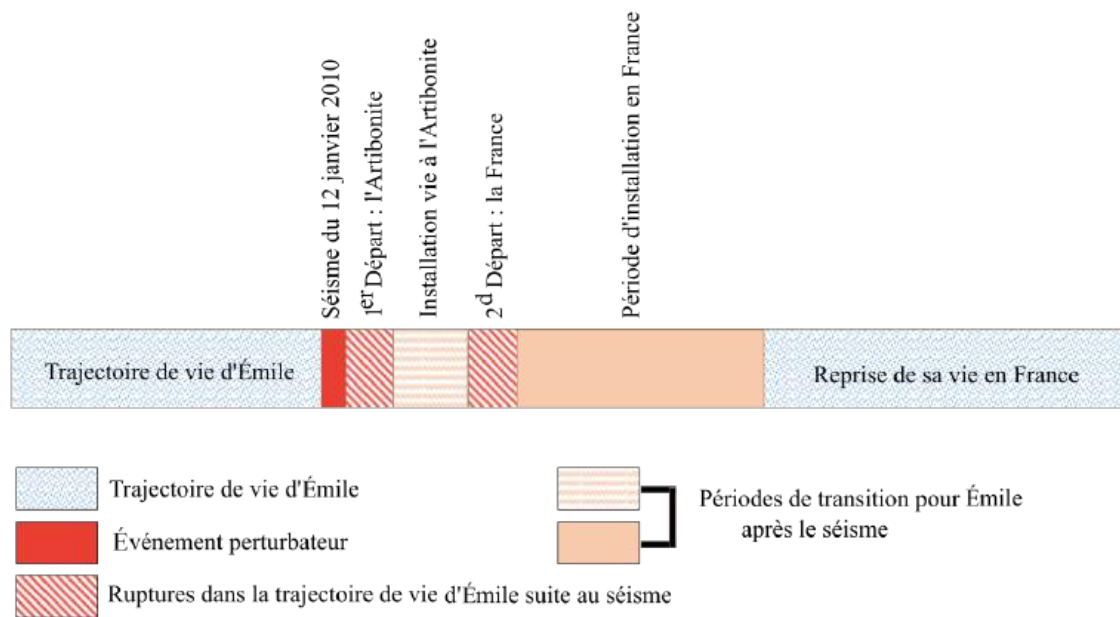 Séisme du 12 janvier 2010
1er Départ : l'Artibonite
Installation vie à l'Artibonite
2d Départ : la France
Période d'installation en France
Trajectoire de vie d'Émile
Reprise de sa vie en France
Trajectoire de vie d'Émile
Événement perturbateur
Ruptures dans la trajectoire de vie d'Émile suite au séisme
Périodes de transition pour Émile
après le séisme